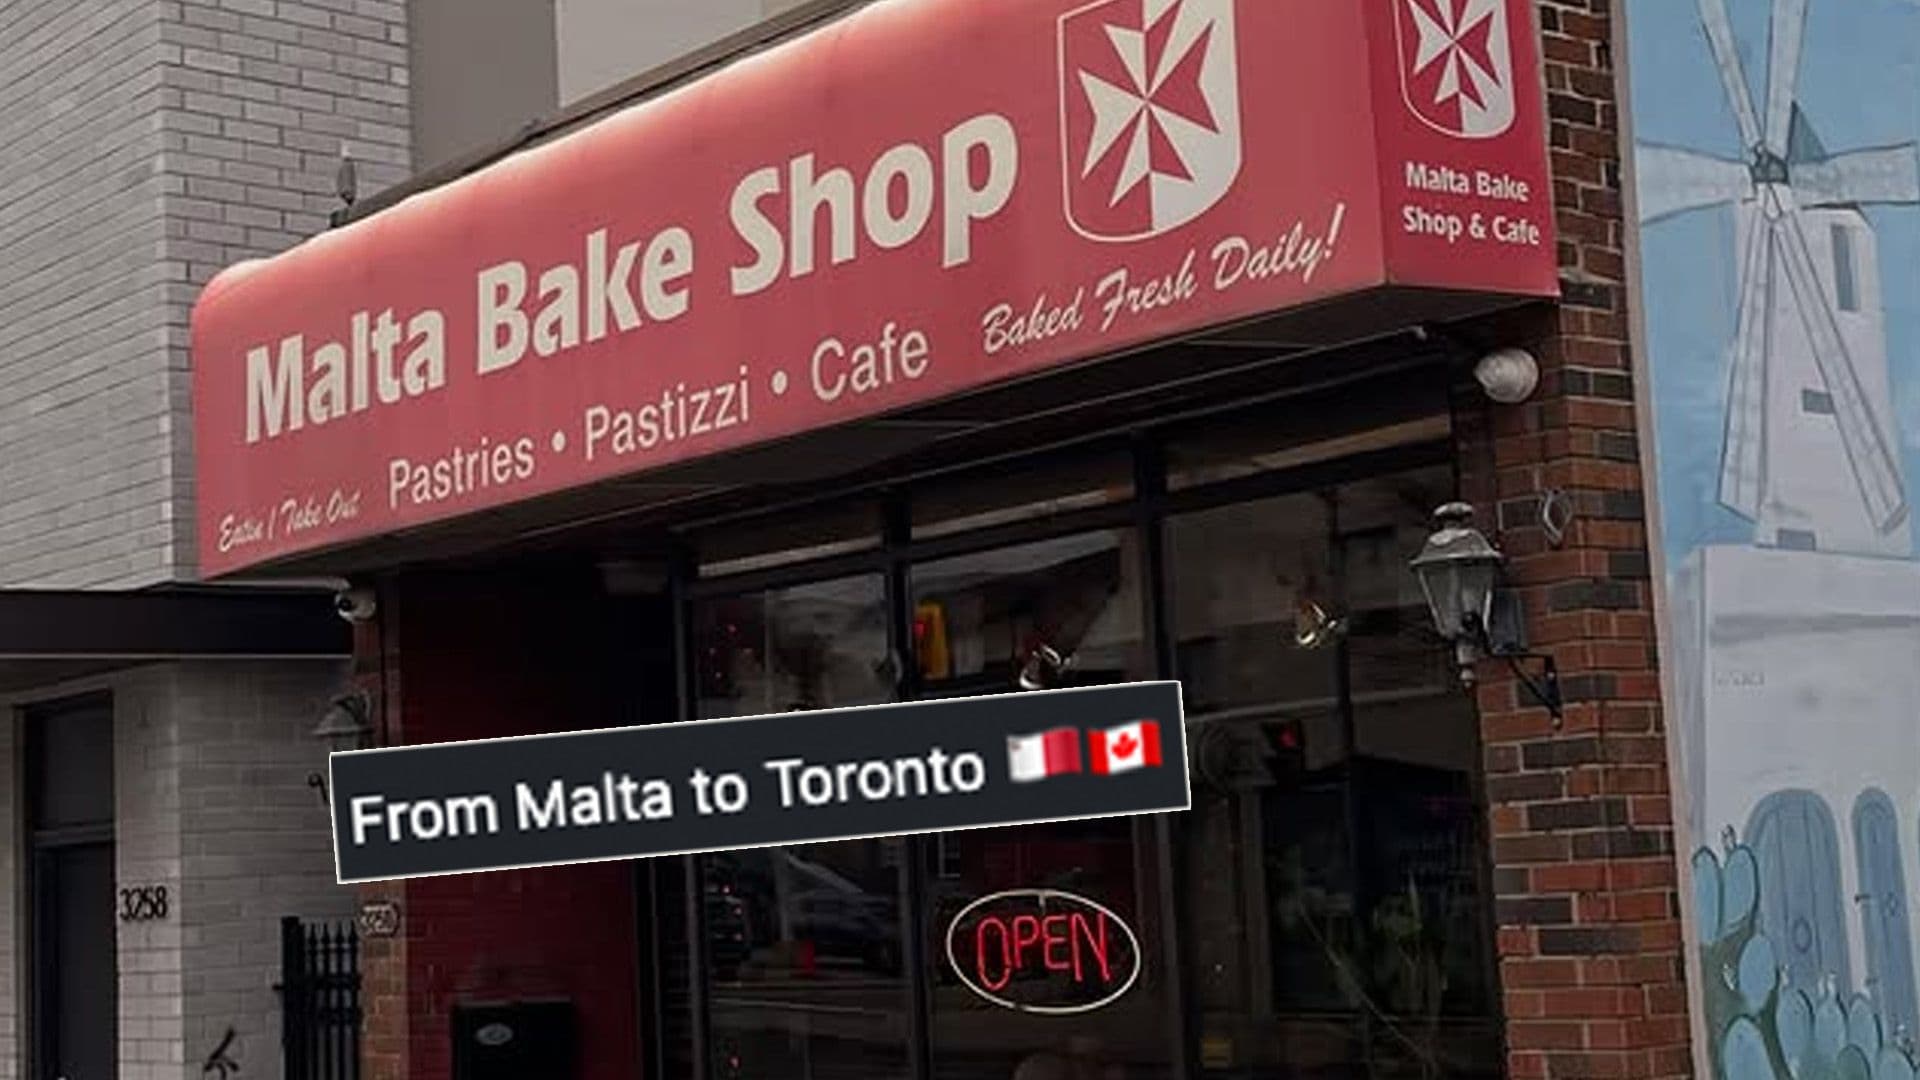 Malta Bake Shop
Malta Bake
Shop & Cafe
Eatin / Take Out Pastries • Pastizzi • Cafe Baked Fresh Daily!
From Malta to Toronto 🇲🇹🇨🇦
3258
OPEN